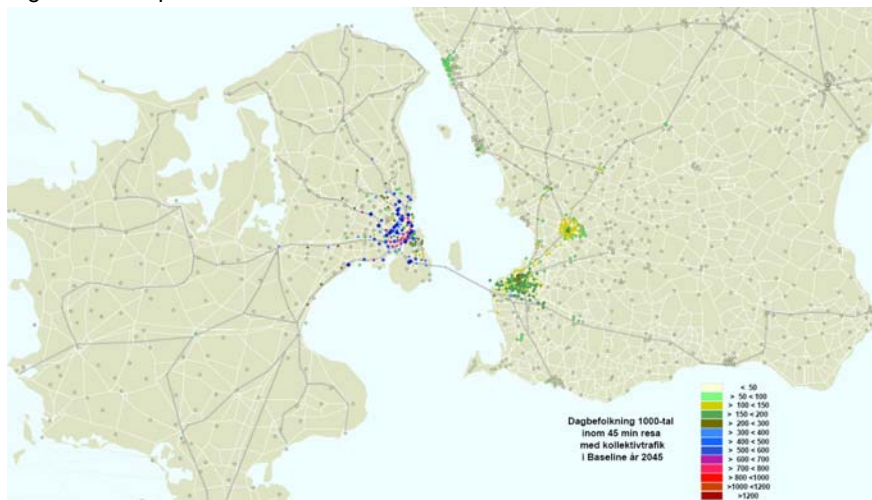 Dagbefolkning 1000-tal
inom 45 min resa
med kollektivtrafik
i Baseline år 2045
< 50
> 50 < 100
> 100 < 150
> 150 < 200
> 200 < 300
> 300 < 400
> 400 < 500
> 500 < 600
> 600 < 700
> 700 < 800
> 800 <1000
>1000 <1200
>1200